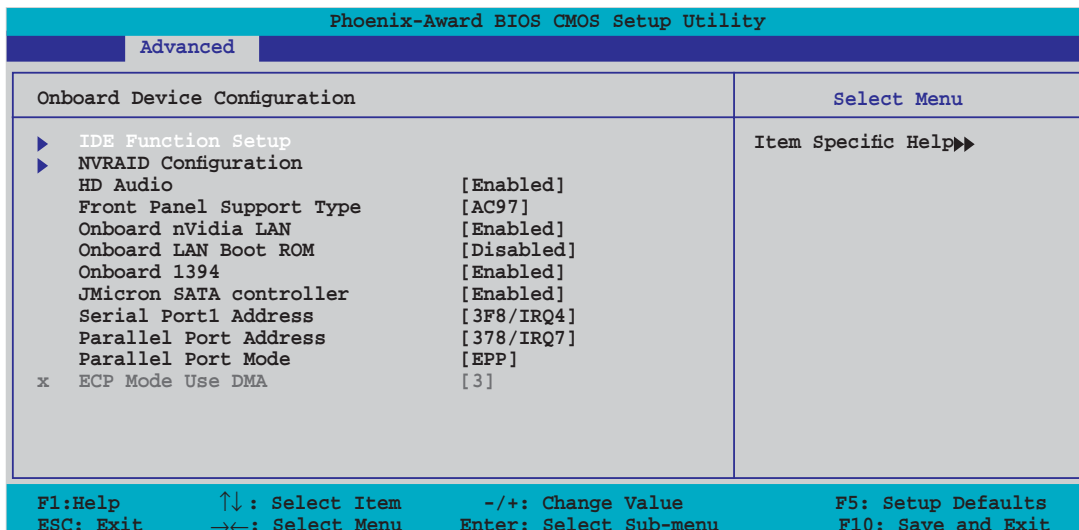 Phoenix-Award BIOS CMOS Setup Utility
Advanced
Onboard Device Configuration
Select Menu
IDE Function Setup
Item Specific Help▶▶
NVRAID Configuration
HD Audio [Enabled]
Front Panel Support Type [AC97]
Onboard nVidia LAN [Enabled]
Onboard LAN Boot ROM [Disabled]
Onboard 1394 [Enabled]
JMicron SATA controller [Enabled]
Serial Port1 Address [3F8/IRQ4]
Parallel Port Address [378/IRQ7]
Parallel Port Mode [EPP]
x ECP Mode Use DMA [3]
F1:Help ↑↓: Select Item -/+: Change Value F5: Setup Defaults
ESC: Exit →←: Select Menu Enter: Select Sub-menu F10: Save and Exit